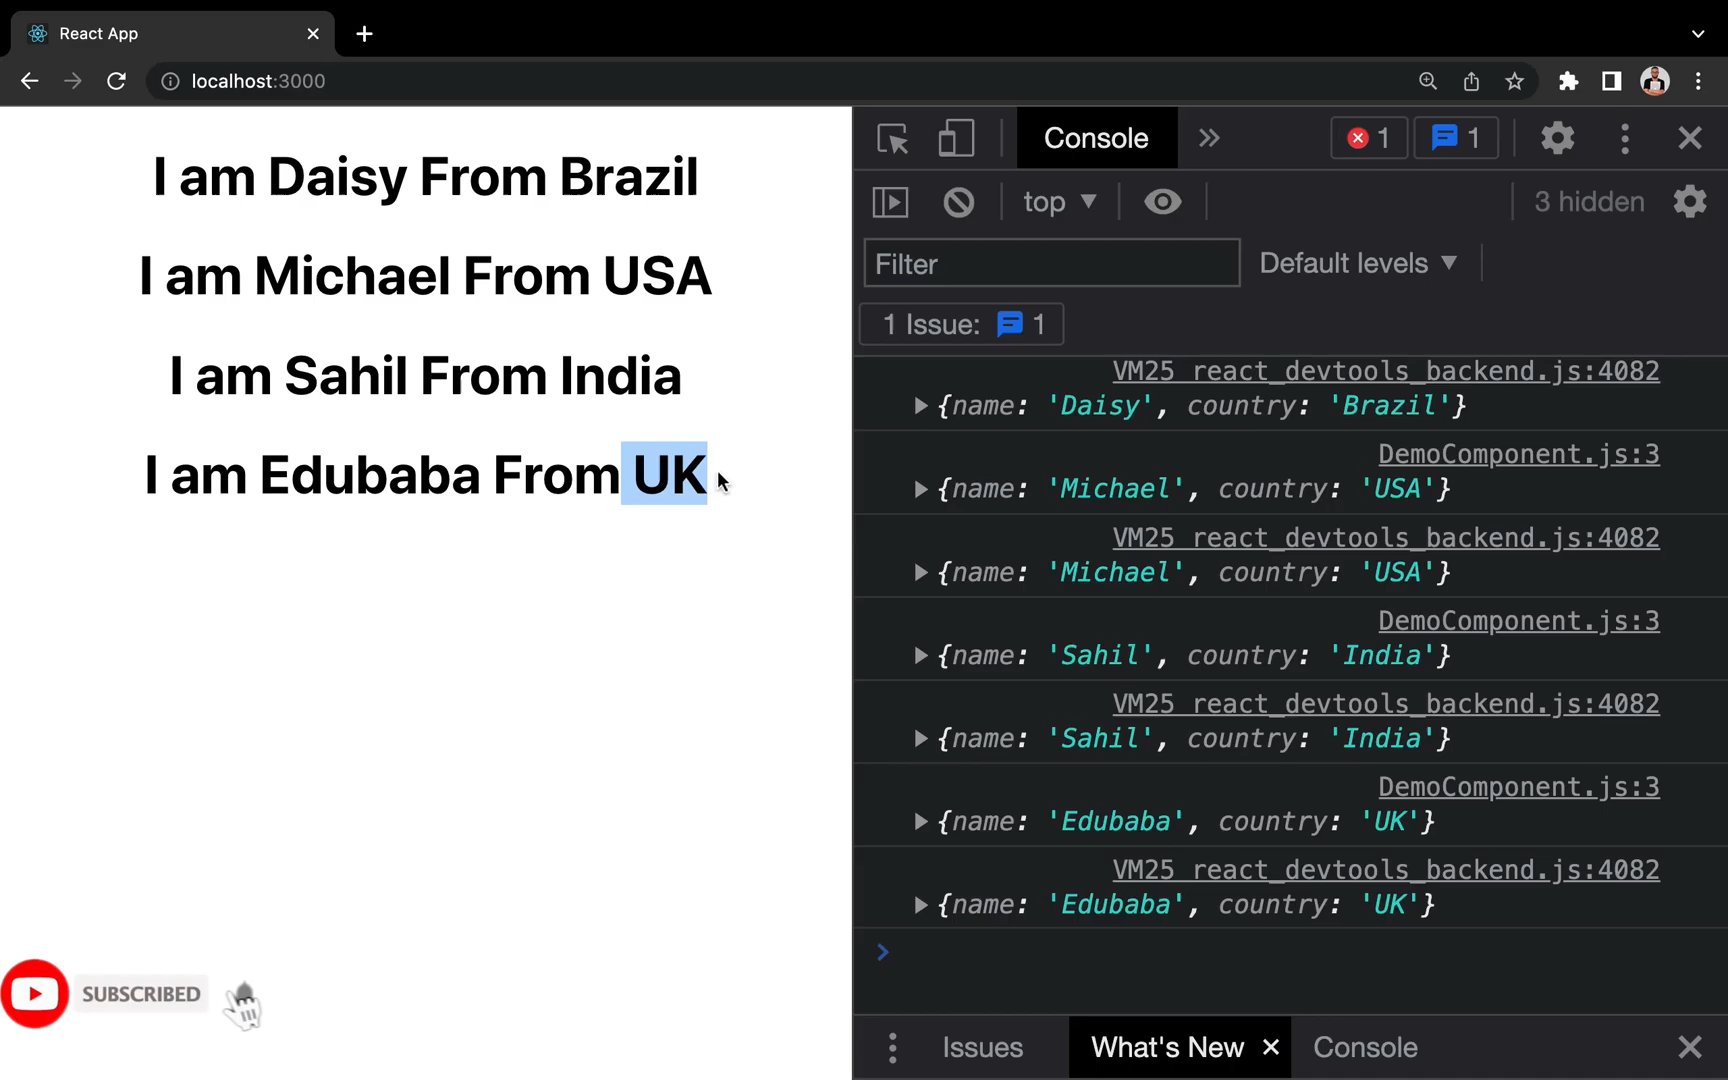 React App
localhost:3000
I am Daisy From Brazil
I am Michael From USA
I am Sahil From India
I am Edubaba From UK
SUBSCRIBED
Console
1
1
top
3 hidden
Filter
Default levels
1 Issue: 1
VM25 react_devtools_backend.js:4082
{name: 'Daisy', country: 'Brazil'}
DemoComponent.js:3
{name: 'Michael', country: 'USA'}
VM25 react_devtools_backend.js:4082
{name: 'Michael', country: 'USA'}
DemoComponent.js:3
{name: 'Sahil', country: 'India'}
VM25 react_devtools_backend.js:4082
{name: 'Sahil', country: 'India'}
DemoComponent.js:3
{name: 'Edubaba', country: 'UK'}
VM25 react_devtools_backend.js:4082
{name: 'Edubaba', country: 'UK'}
Issues
What's New
Console